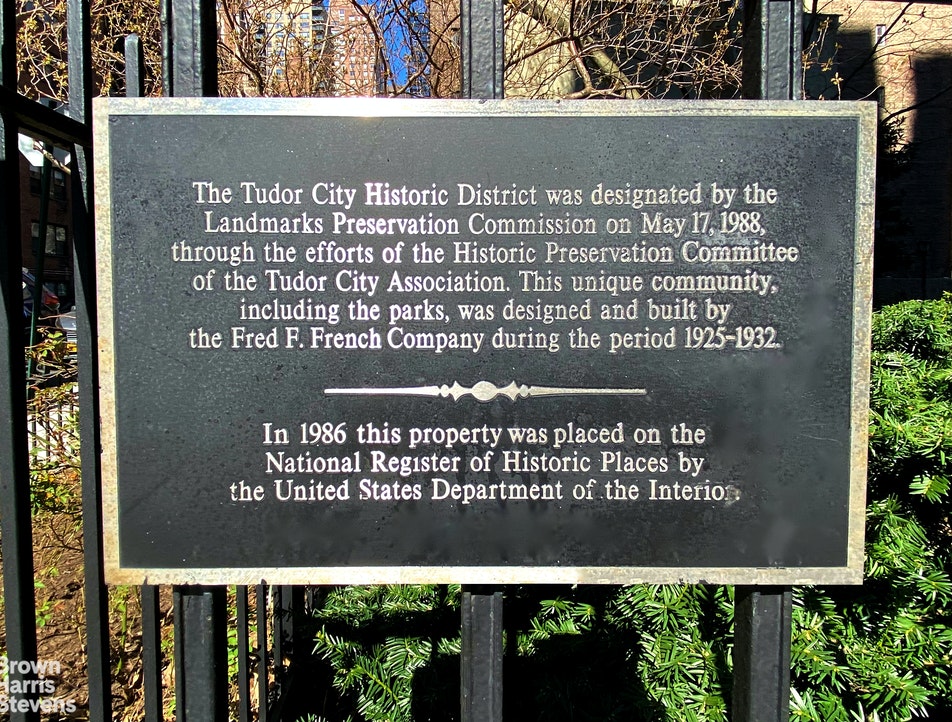 The Tudor City Historic District was designated by the
Landmarks Preservation Commission on May 17, 1988,
through the efforts of the Historic Preservation Committee
of the Tudor City Association. This unique community,
including the parks, was designed and built by
the Fred F. French Company during the period 1925-1932.
In 1986 this property was placed on the
National Register of Historic Places by
the United States Department of the Interior.
Brown
Harris
Stevens